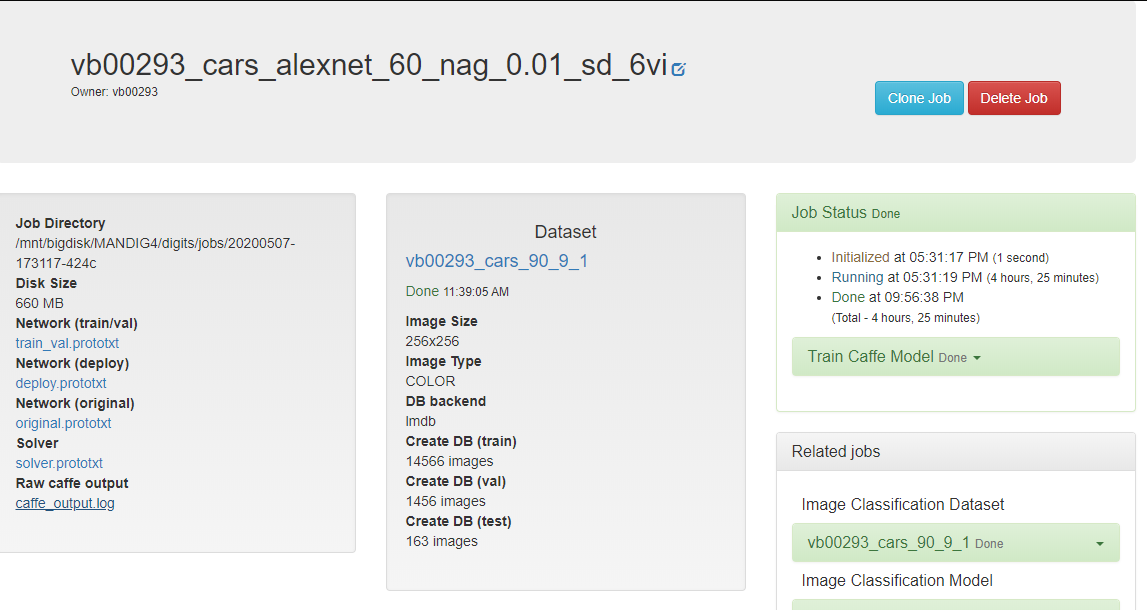 vb00293_cars_alexnet_60_nag_0.01_sd_6vi
Owner: vb00293
Clone Job
Delete Job
Job Directory
/mnt/bigdisk/MANDIG4/digits/jobs/20200507-
173117-424c
Disk Size
660 MB
Network (train/val)
train_val.prototxt
Network (deploy)
deploy.prototxt
Network (original)
original.prototxt
Solver
solver.prototxt
Raw caffe output
caffe_output.log
Dataset
vb00293_cars_90_9_1
Done 11:39:05 AM
Image Size
256x256
Image Type
COLOR
DB backend
lmdb
Create DB (train)
14566 images
Create DB (val)
1456 images
Create DB (test)
163 images
Job Status Done
Initialized at 05:31:17 PM (1 second)
Running at 05:31:19 PM (4 hours, 25 minutes)
Done at 09:56:38 PM
(Total - 4 hours, 25 minutes)
Train Caffe Model Done
Related jobs
Image Classification Dataset
vb00293_cars_90_9_1 Done
Image Classification Model